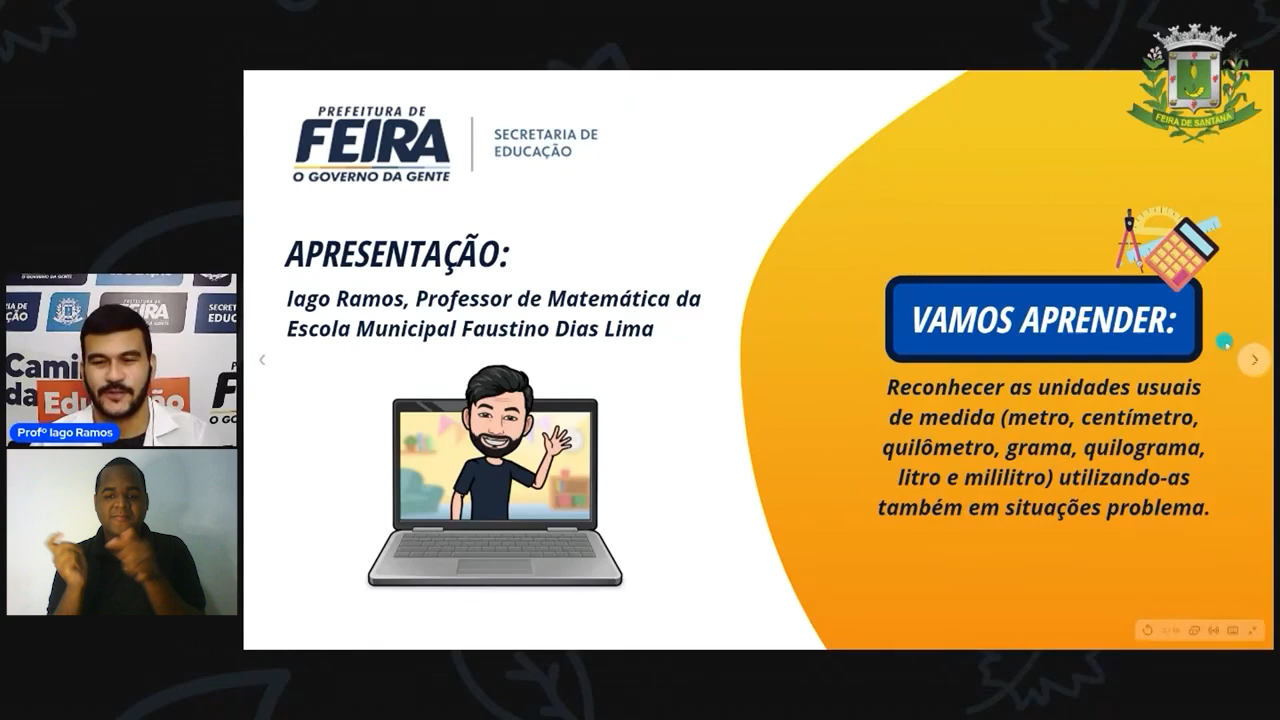 FEIRA DE SANTANA
PREFEITURA DE
FEIRA
O GOVERNO DA GENTE
SECRETARIA DE
EDUCAÇÃO
APRESENTAÇÃO:
Iago Ramos, Professor de Matemática da
Escola Municipal Faustino Dias Lima
VAMOS APRENDER:
Reconhecer as unidades usuais
de medida (metro, centímetro,
quilômetro, grama, quilograma,
litro e mililitro) utilizando-as
também em situações problema.
Profº Iago Ramos